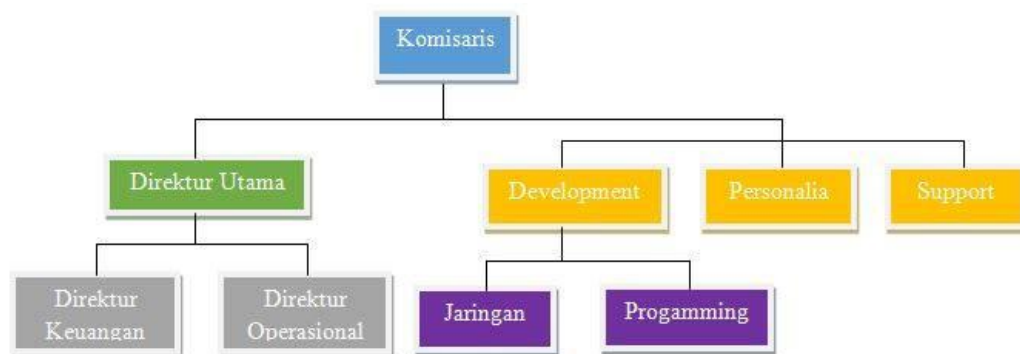 Komisaris
Direktur Utama
Development
Personalia
Support
Direktur
Keuangan
Direktur
Operasional
Jaringan
Progamming